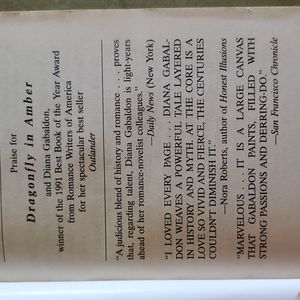 Praise for
Dragonfly in Amber
and Diana Gabaldon,
winner of the 1991 Best Book of the Year Award
from Romance Writers of America
for her spectacular best seller
Outlander
"A judicious blend of history and romance . . . proves
that, regarding talent, Diana Gabaldon is light-years
ahead of her romance-novelist colleagues."
Daily News (New York)
"I LOVED EVERY PAGE . . . DIANA GABAL-
DON WEAVES A POWERFUL TALE LAYERED
IN HISTORY AND MYTH. AT THE CORE IS A
LOVE SO VIVID AND FIERCE, THE CENTURIES
COULDN'T DIMINISH IT."
—Nora Roberts, author of Honest Illusions
"MARVELOUS . . . IT IS A LARGE CANVAS
THAT GABALDON PAINTS, FILLED WITH
STRONG PASSIONS AND DERRING-DO."
—San Francisco Chronicle